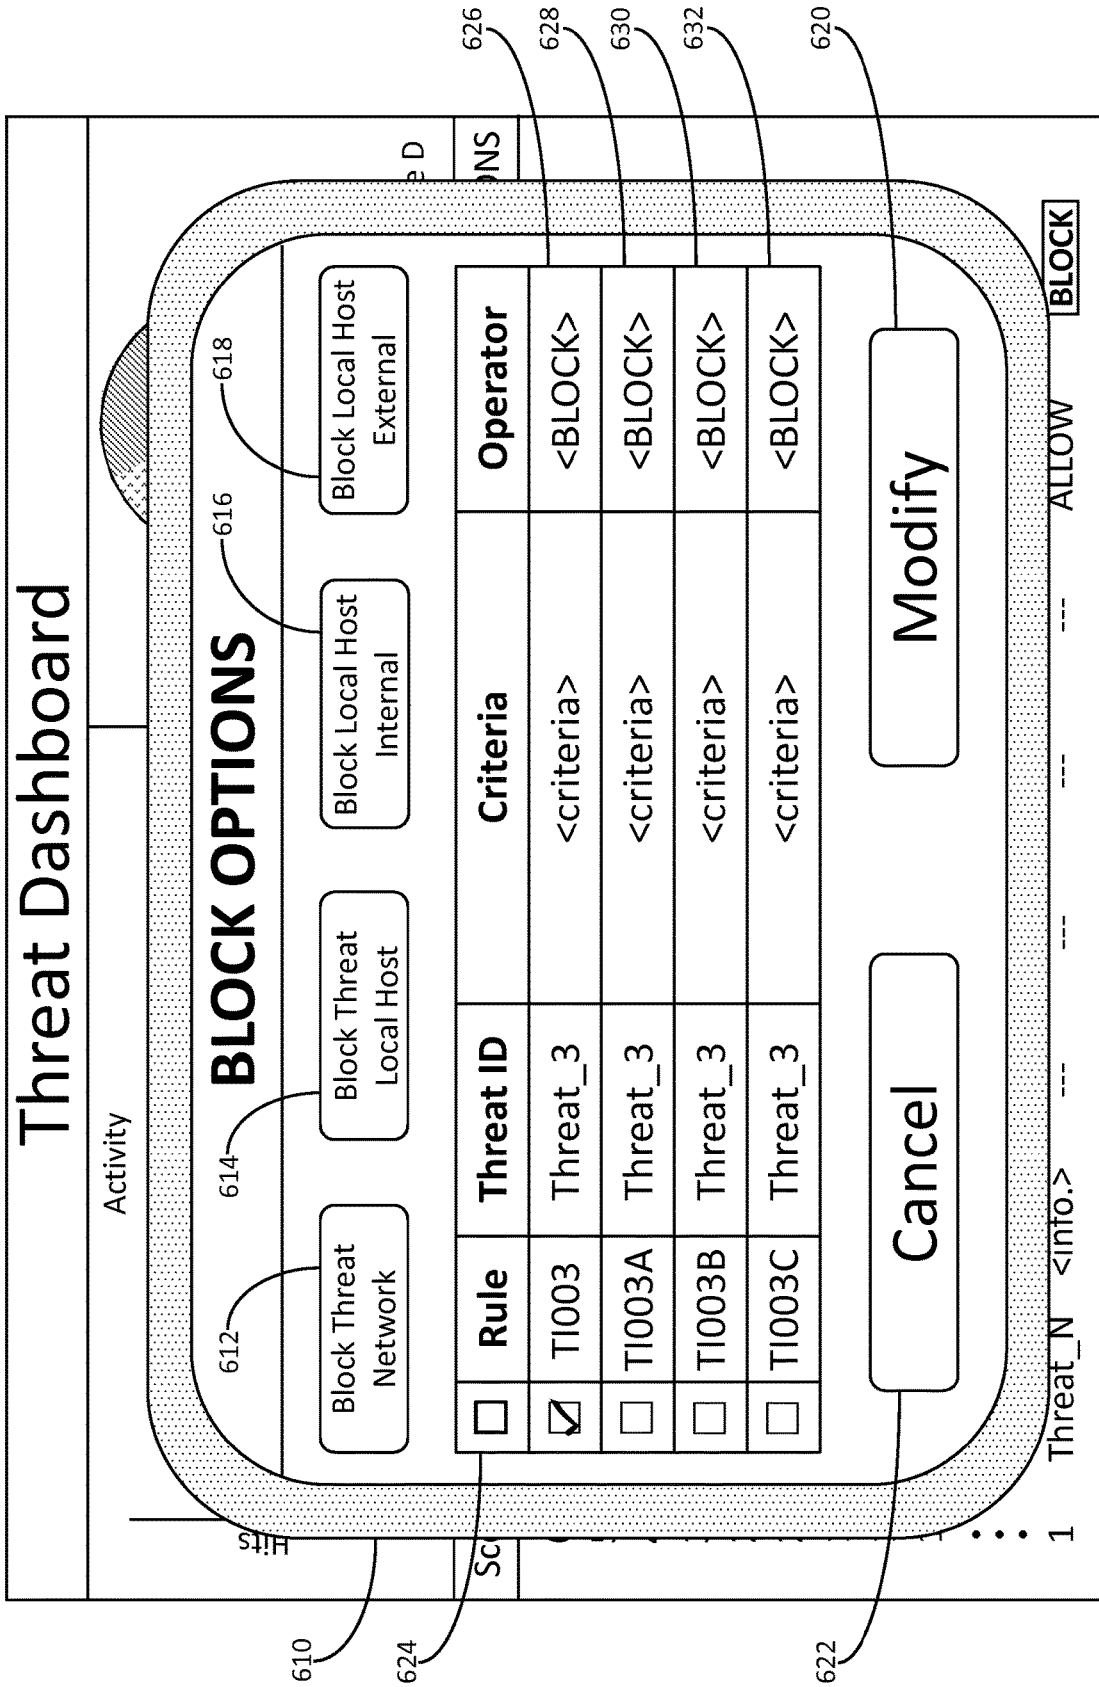 Threat Dashboard
Activity
Hits
e D
BLOCK OPTIONS
612
614
616
618
Block Threat
Network
Block Threat
Local Host
Block Local Host
Internal
Block Local Host
External
610
624
Sc
ONS
Rule Threat ID Criteria Operator
TI003 Threat_3 <criteria> <BLOCK>
626
TI003A Threat_3 <criteria> <BLOCK>
628
TI003B Threat_3 <criteria> <BLOCK>
630
TI003C Threat_3 <criteria> <BLOCK>
632
Cancel
Modify
622
620
1 Threat_N <info.> --- --- --- --- ALLOW BLOCK